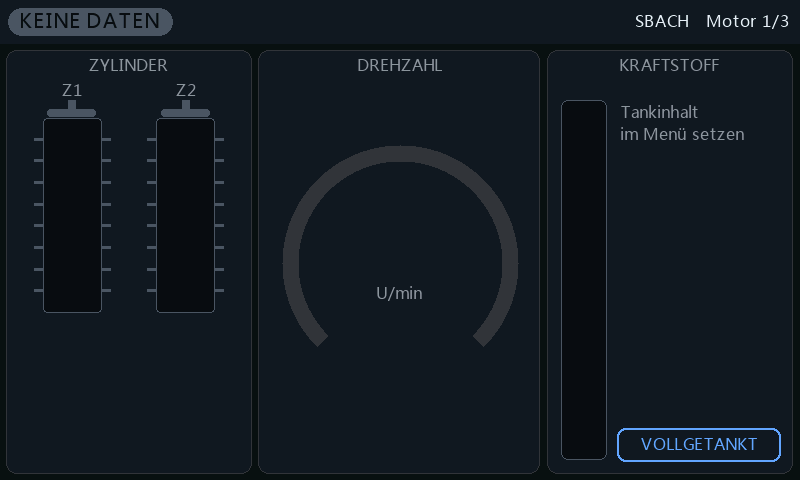 KEINE DATEN
SBACH Motor 1/3
ZYLINDER
Z1 Z2
DREHZAHL
U/min
KRAFTSTOFF
Tankinhalt
im Menü setzen
VOLLGETANKT